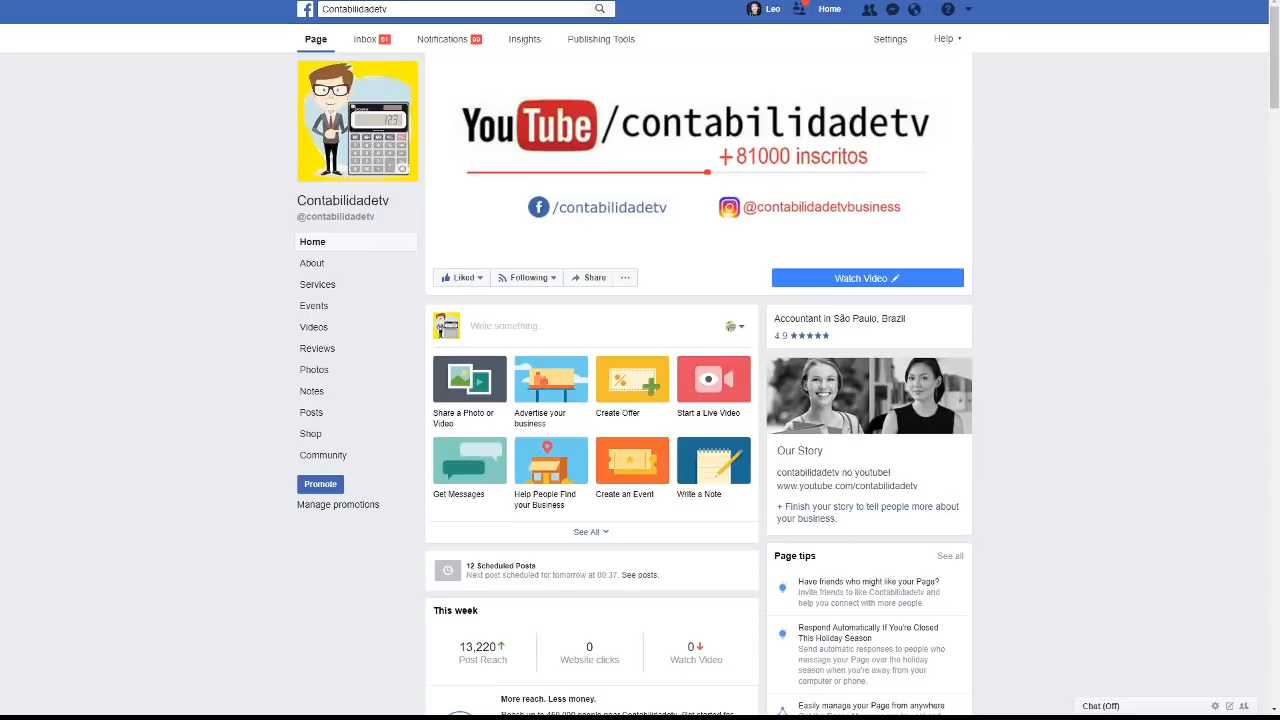 Contabilidadetv
Leo
Home
Page
Inbox 51
Notifications 99
Insights
Publishing Tools
Settings
Help
123
YouTube/contabilidadetv
+81000 inscritos
/contabilidadetv
@contabilidadetvbusiness
Contabilidadetv
@contabilidadetv
Home
About
Services
Events
Videos
Reviews
Photos
Notes
Posts
Shop
Community
Promote
Manage promotions
Liked
Following
Share
Watch Video
Write something...
Share a Photo or
Video
Advertise your
business
Create Offer
Start a Live Video
Get Messages
Help People Find
your Business
Create an Event
Write a Note
See All
12 Scheduled Posts
Next post scheduled for tomorrow at 00:37. See posts.
This week
13,220
Post Reach
0
Website clicks
0
Watch Video
More reach. Less money.
Accountant in São Paulo, Brazil
4.9 ★★★★★
Our Story
contabilidadetv no youtube!
www.youtube.com/contabilidadetv
+ Finish your story to tell people more about
your business.
Page tips
See all
Have friends who might like your Page?
Invite friends to like Contabilidadetv and
help you connect with more people.
Respond Automatically If You're Closed
This Holiday Season
Send automatic responses to people who
message your Page over the holiday
season when you're away from your
computer or phone.
Easily manage your Page from anywhere
Chat (Off)